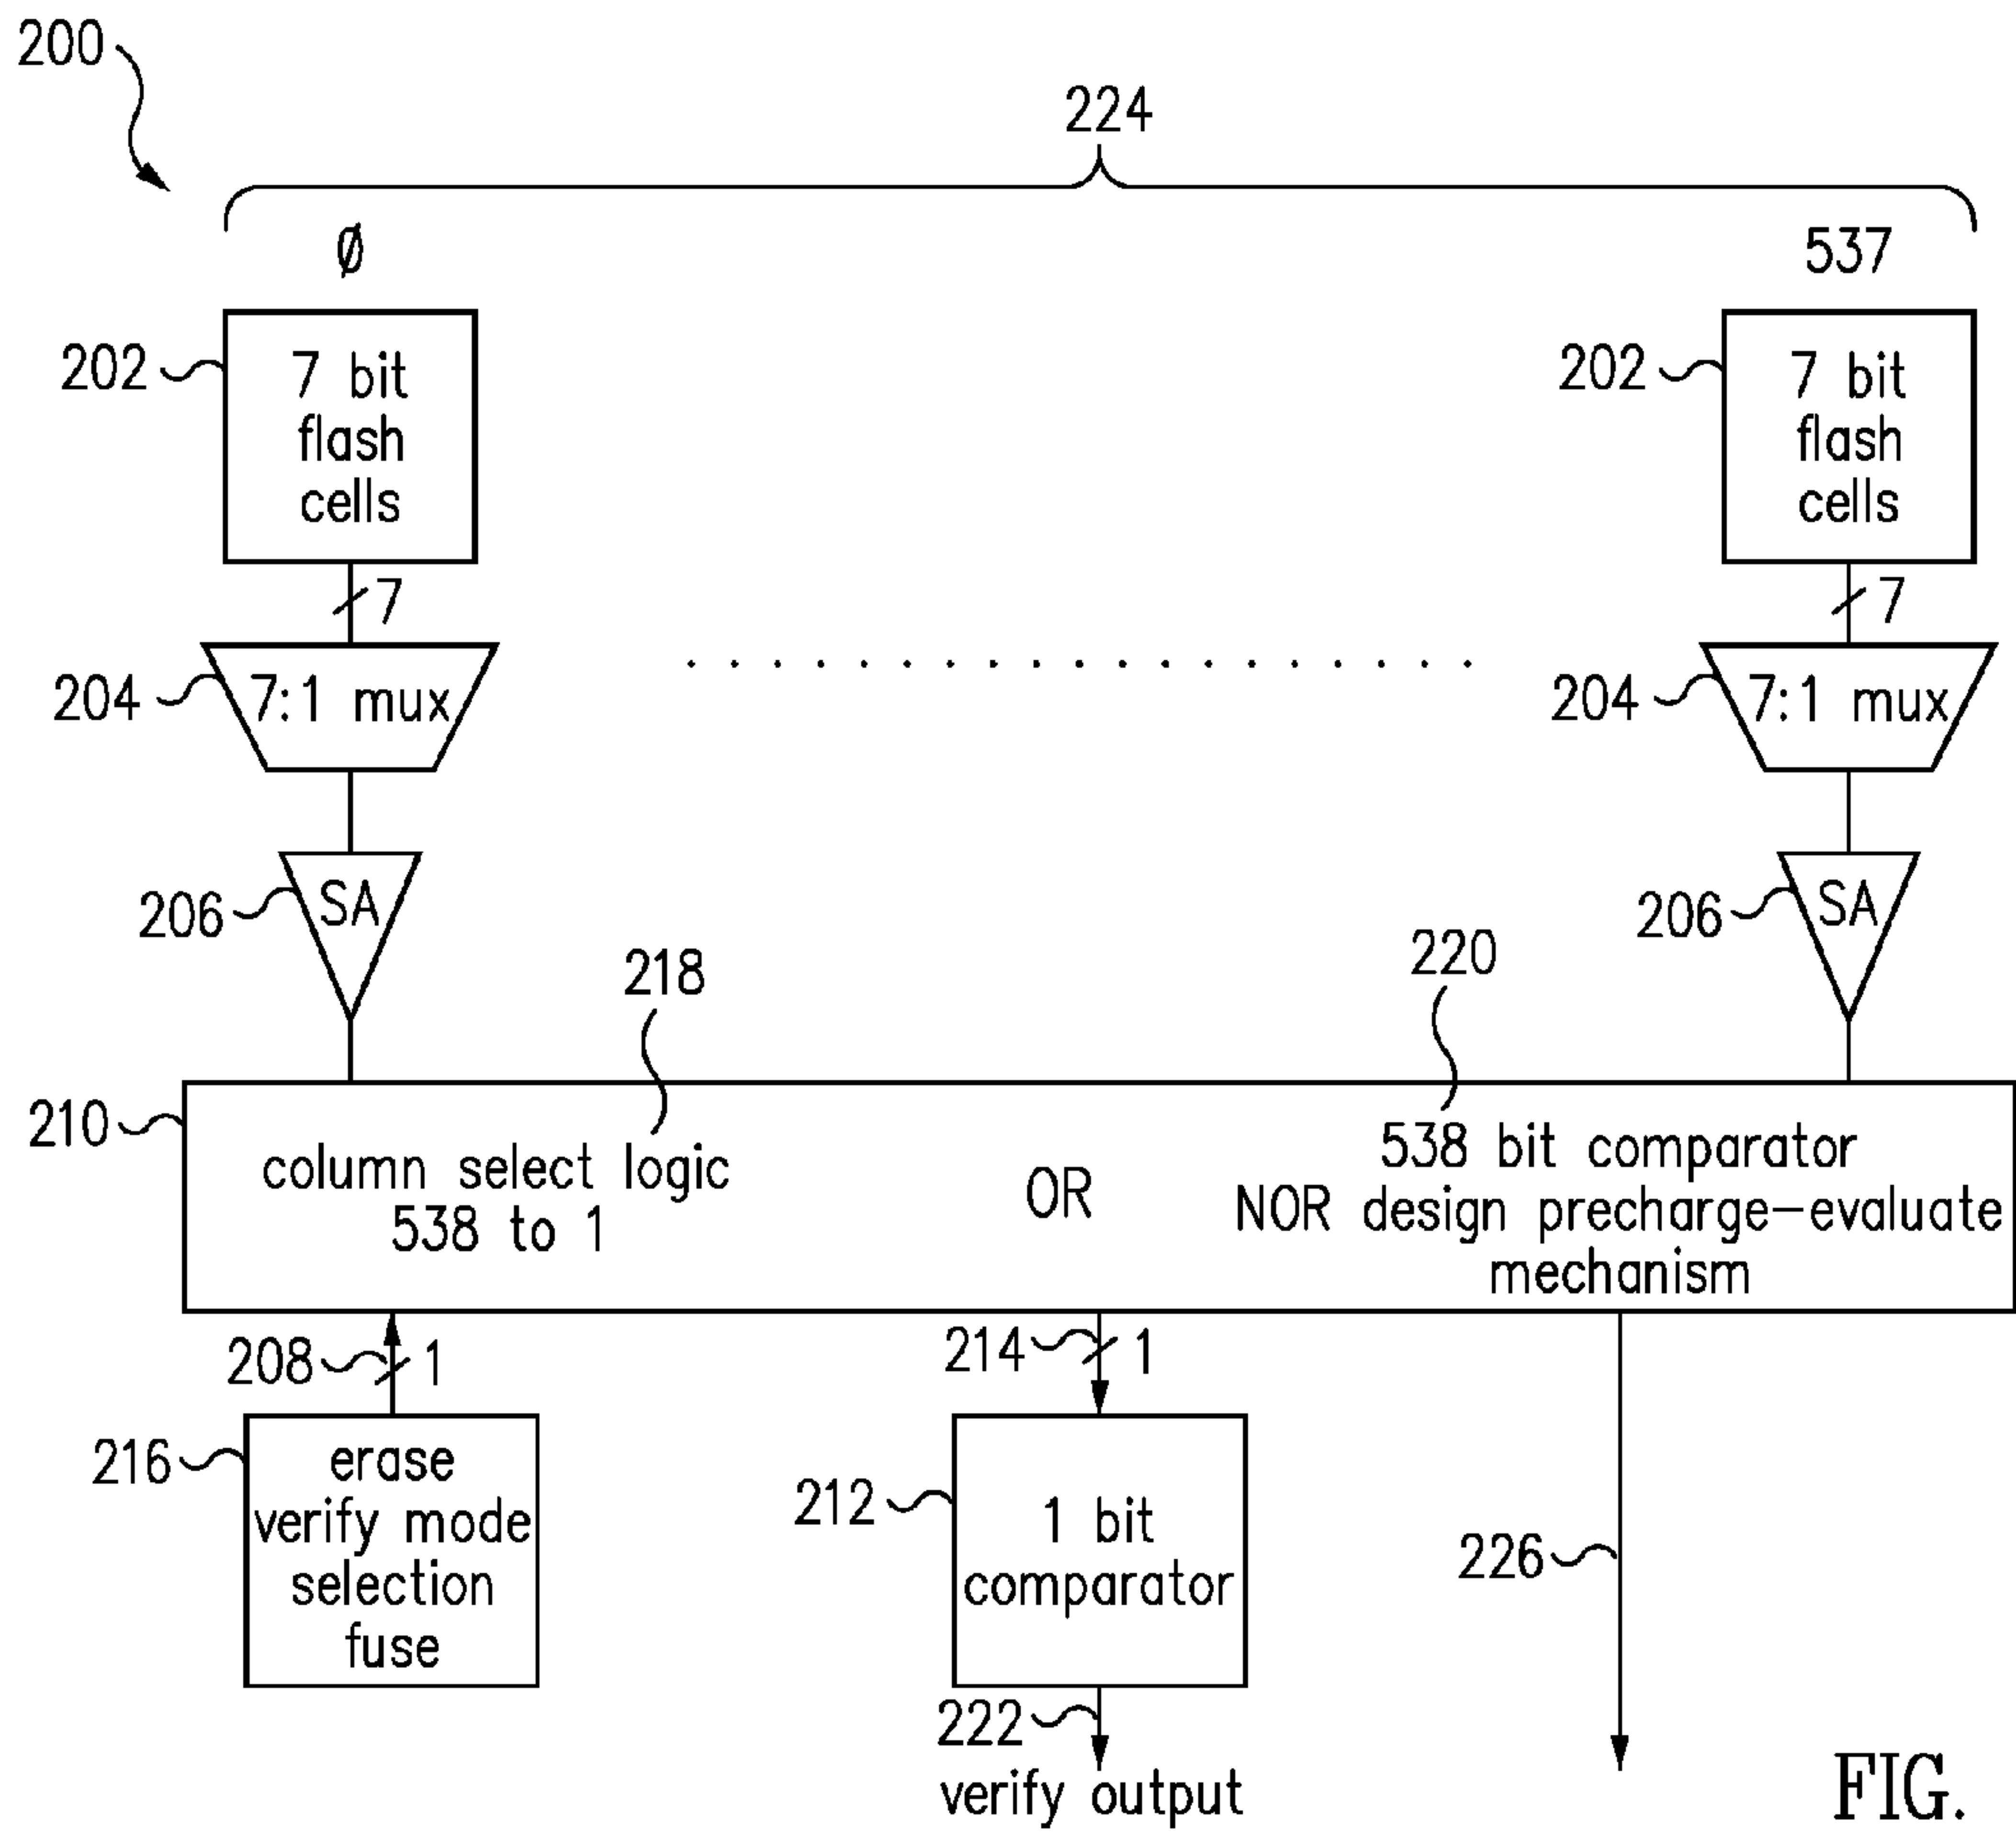 200
224
Ø
537
202
7 bit
flash
cells
202
7 bit
flash
cells
7
7
204
7:1 mux
204
7:1 mux
206
SA
206
SA
218
220
210
column select logic
538 to 1
OR
538 bit comparator
NOR design precharge-evaluate
mechanism
208
1
214
1
216
erase
verify mode
selection
fuse
212
1 bit
comparator
226
222
verify output
FIG.